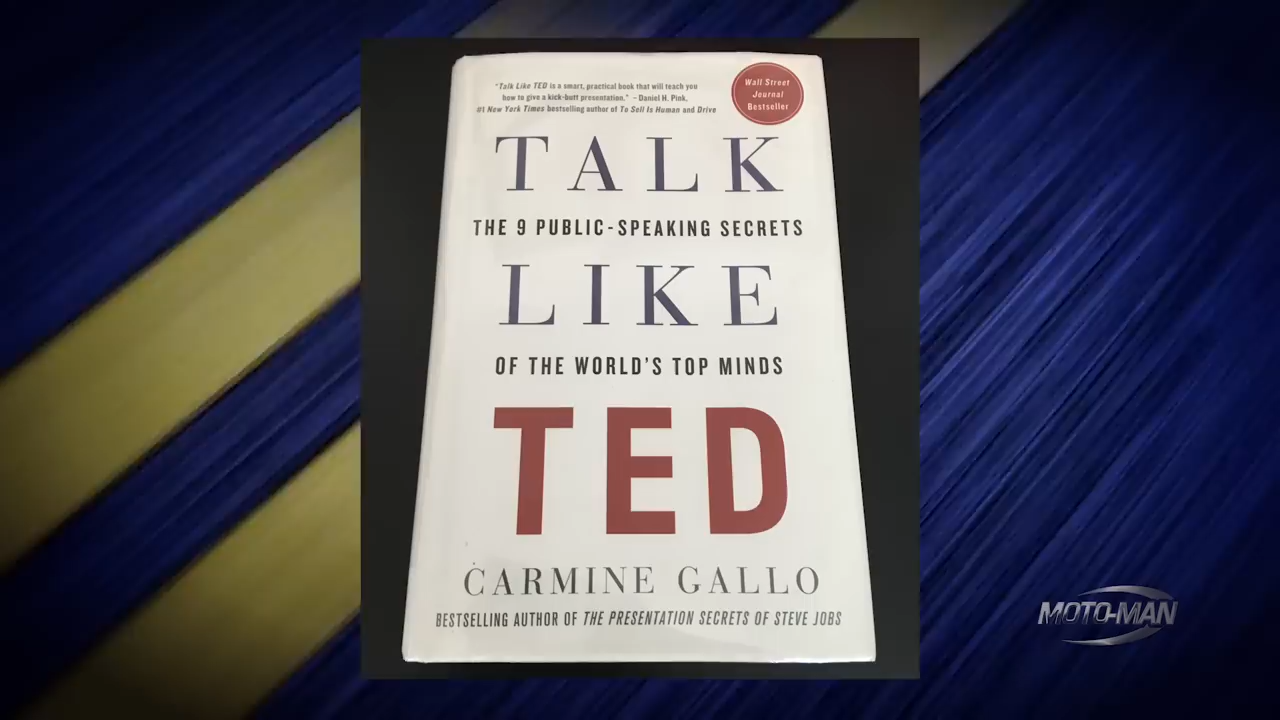 "Talk Like TED is a smart, practical book that will teach you
how to give a kick-butt presentation." –Daniel H. Pink,
#1 New York Times bestselling author of To Sell Is Human and Drive
Wall Street
Journal
Bestseller
TALK
THE 9 PUBLIC-SPEAKING SECRETS
LIKE
OF THE WORLD'S TOP MINDS
TED
CARMINE GALLO
BESTSELLING AUTHOR OF THE PRESENTATION SECRETS OF STEVE JOBS
MOTO-MAN